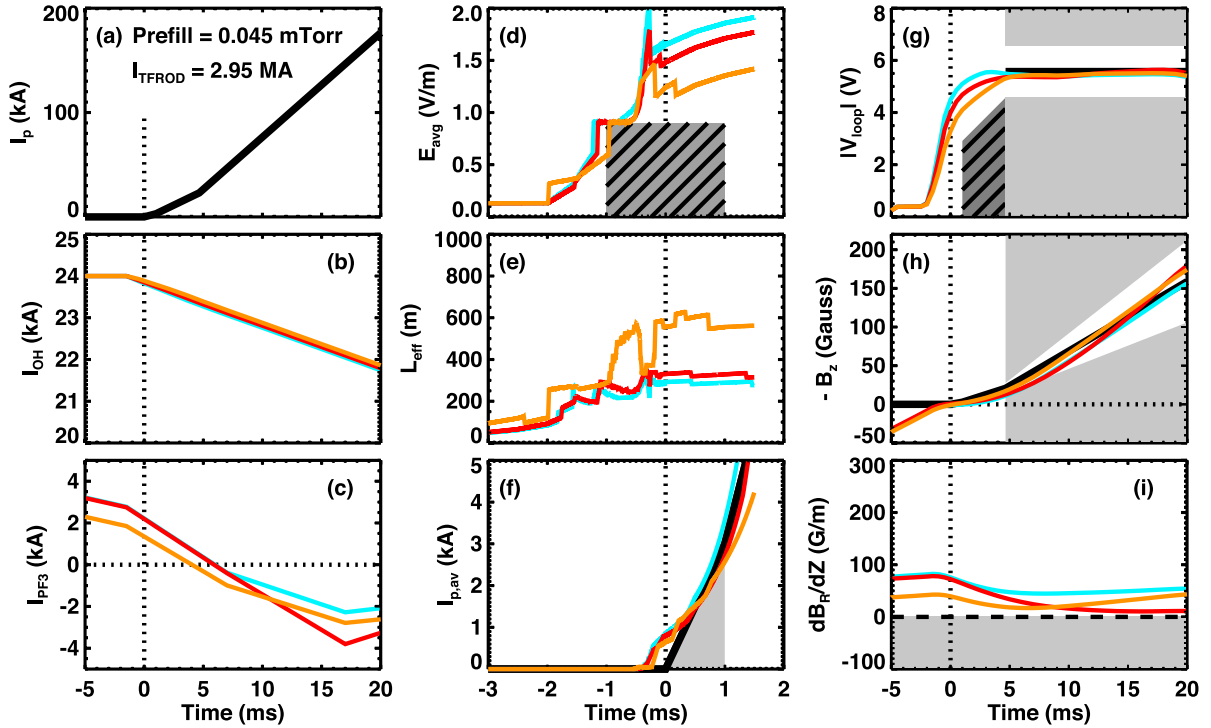 (a) Prefill = 0.045 mTorr
I_TFROD = 2.95 MA
I_p (kA)
200
100
0
(b)
I_OH (kA)
25
24
23
22
21
20
(c)
I_PF3 (kA)
4
2
0
-2
-4
-5 0 5 10 15 20
Time (ms)
(d)
E_avg (V/m)
2.0
1.5
1.0
0.5
0.0
(e)
L_eff (m)
1000
800
600
400
200
0
(f)
I_p,av (kA)
5
4
3
2
1
0
-3 -2 -1 0 1 2
Time (ms)
(g)
|V_loop| (V)
8
6
4
2
0
(h)
- B_z (Gauss)
200
150
100
50
0
-50
(i)
dB_R/dZ (G/m)
300
200
100
0
-100
-5 0 5 10 15 20
Time (ms)